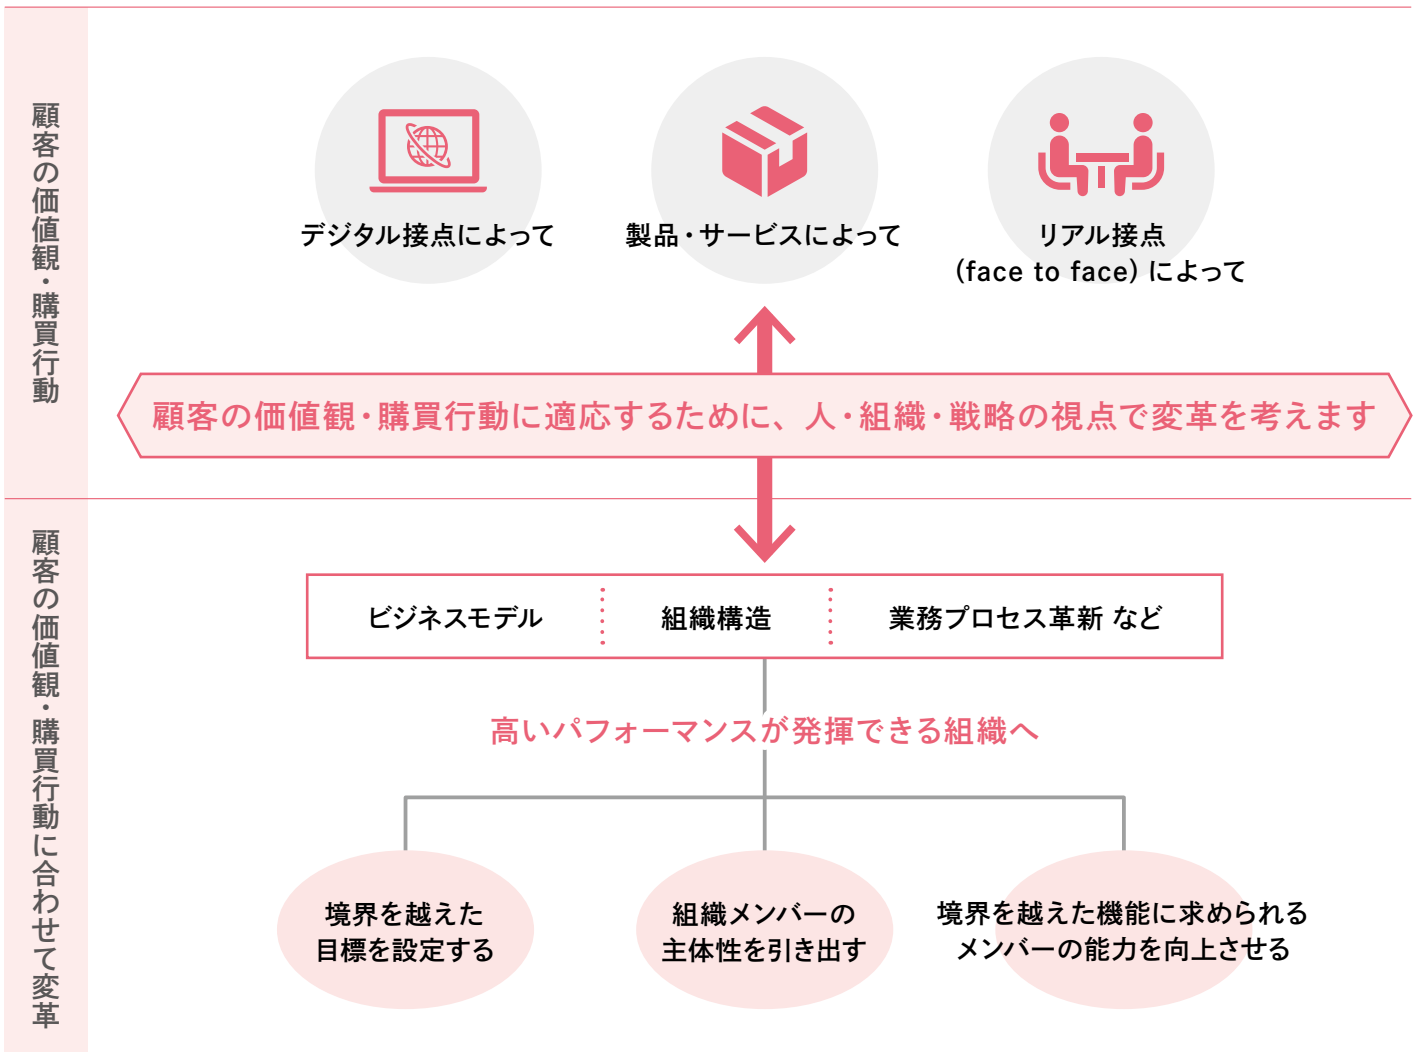 顧客の価値観・購買行動
デジタル接点によって
製品・サービスによって
リアル接点
(face to face) によって
顧客の価値観・購買行動に適応するために、人・組織・戦略の視点で変革を考えます
顧客の価値観・購買行動に合わせて変革
ビジネスモデル
組織構造
業務プロセス革新 など
高いパフォーマンスが発揮できる組織へ
境界を越えた
目標を設定する
組織メンバーの
主体性を引き出す
境界を越えた機能に求められる
メンバーの能力を向上させる